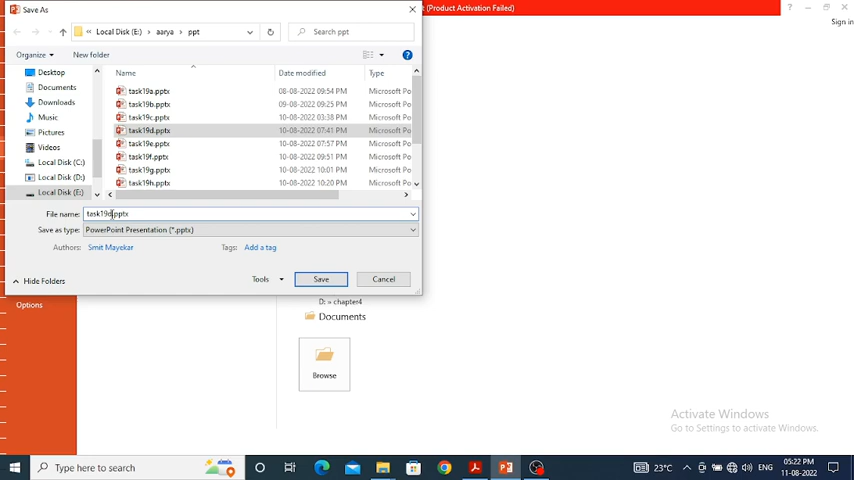 Save As
t (Product Activation Failed)
Sign in
« Local Disk (E:) > aarya > ppt
Search ppt
Organize
New folder
Name
Date modified
Type
Desktop
Documents
Downloads
Music
Pictures
Videos
Local Disk (C:)
Local Disk (D:)
Local Disk (E:)
task19a.pptx 08-08-2022 09:54 PM Microsoft Po
task19b.pptx 09-08-2022 09:25 PM Microsoft Po
task19c.pptx 10-08-2022 03:38 PM Microsoft Po
task19d.pptx 10-08-2022 07:41 PM Microsoft Po
task19e.pptx 10-08-2022 07:57 PM Microsoft Po
task19f.pptx 10-08-2022 09:51 PM Microsoft Po
task19g.pptx 10-08-2022 10:01 PM Microsoft Po
task19h.pptx 10-08-2022 10:20 PM Microsoft Po
File name: task19d.pptx
Save as type: PowerPoint Presentation (*.pptx)
Authors: Smit Mayekar
Tags: Add a tag
Hide Folders
Tools
Save
Cancel
Options
D: » chapter4
Documents
Browse
Activate Windows
Go to Settings to activate Windows.
Type here to search
23°C
ENG
05:22 PM
11-08-2022